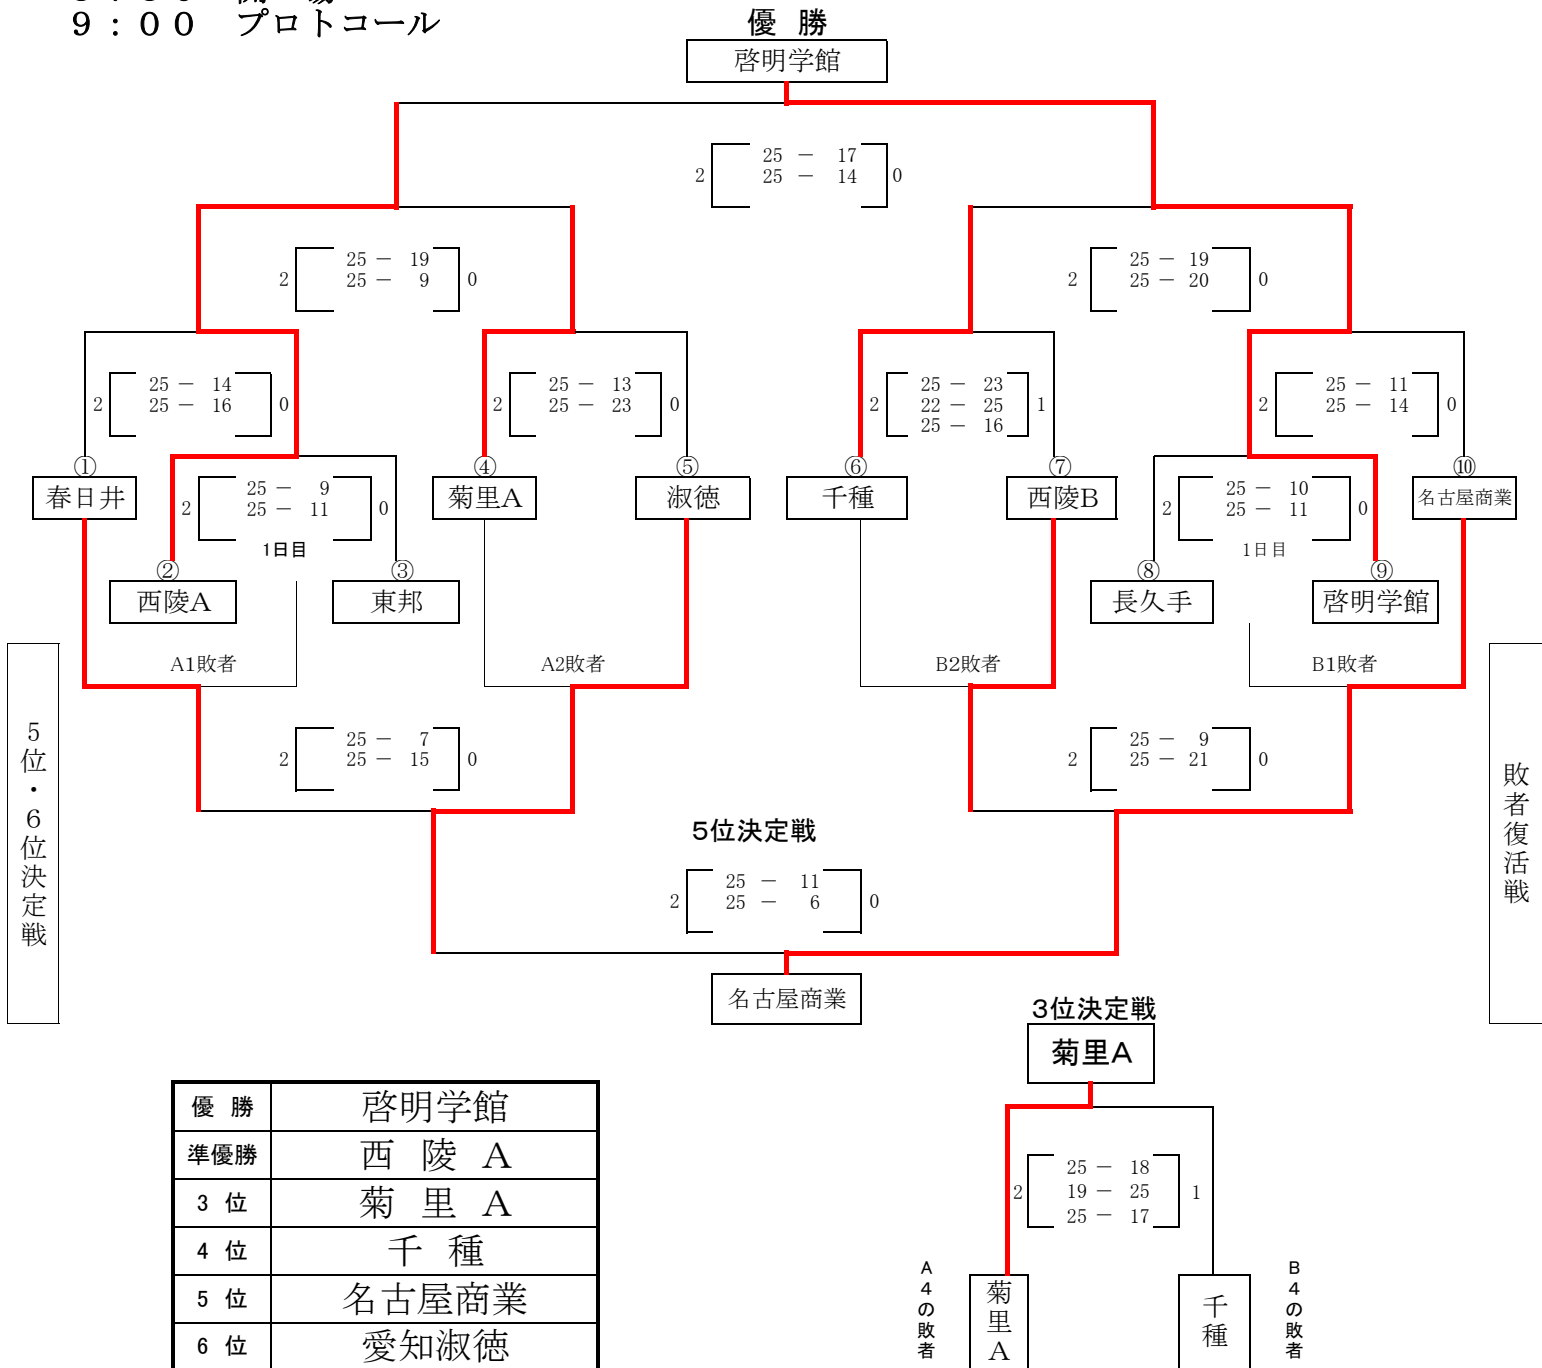 9：00　プロトコール
優 勝
啓明学館
2 25 － 17 0
25 － 14
2 25 － 19 0
25 － 9
2 25 － 19 0
25 － 20
2 25 － 14 0
25 － 16
2 25 － 13 0
25 － 23
2 25 － 23 1
22 － 25
25 － 16
2 25 － 11 0
25 － 14
① 春日井
④ 菊里A
⑤ 淑徳
⑥ 千種
⑦ 西陵B
⑩ 名古屋商業
2 25 － 9 0
25 － 11
1日目
2 25 － 10 0
25 － 11
1日目
② 西陵A
③ 東邦
⑧ 長久手
⑨ 啓明学館
A1敗者
A2敗者
B2敗者
B1敗者
5位・6位決定戦
敗者復活戦
2 25 － 7 0
25 － 15
2 25 － 9 0
25 － 21
5位決定戦
2 25 － 11 0
25 － 6
名古屋商業
3位決定戦
菊里A
2 25 － 18 1
19 － 25
25 － 17
A4の敗者
菊里A
千種
B4の敗者
優 勝 啓明学館
準優勝 西 陵 A
3 位 菊 里 A
4 位 千 種
5 位 名古屋商業
6 位 愛知淑徳